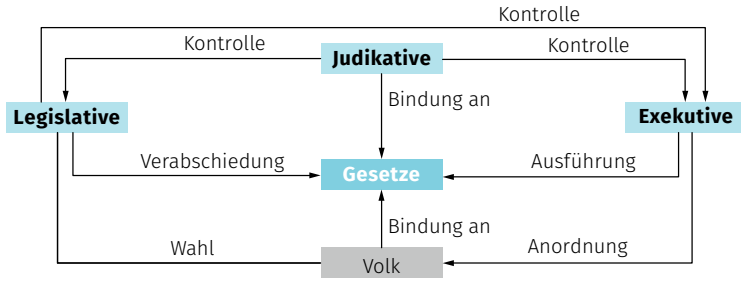 Kontrolle
Kontrolle
Judikative
Kontrolle
Bindung an
Legislative
Exekutive
Verabschiedung
Gesetze
Ausführung
Bindung an
Wahl
Anordnung
Volk